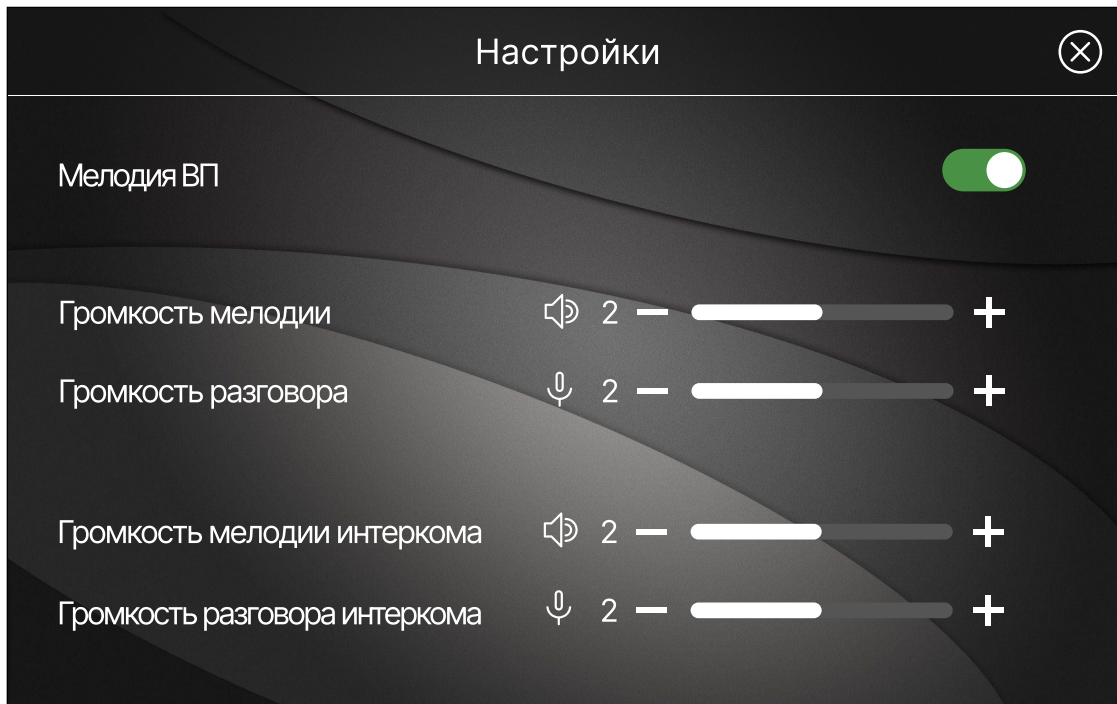 Настройки
Мелодия ВП
Громкость мелодии 2
Громкость разговора 2
Громкость мелодии интеркома 2
Громкость разговора интеркома 2